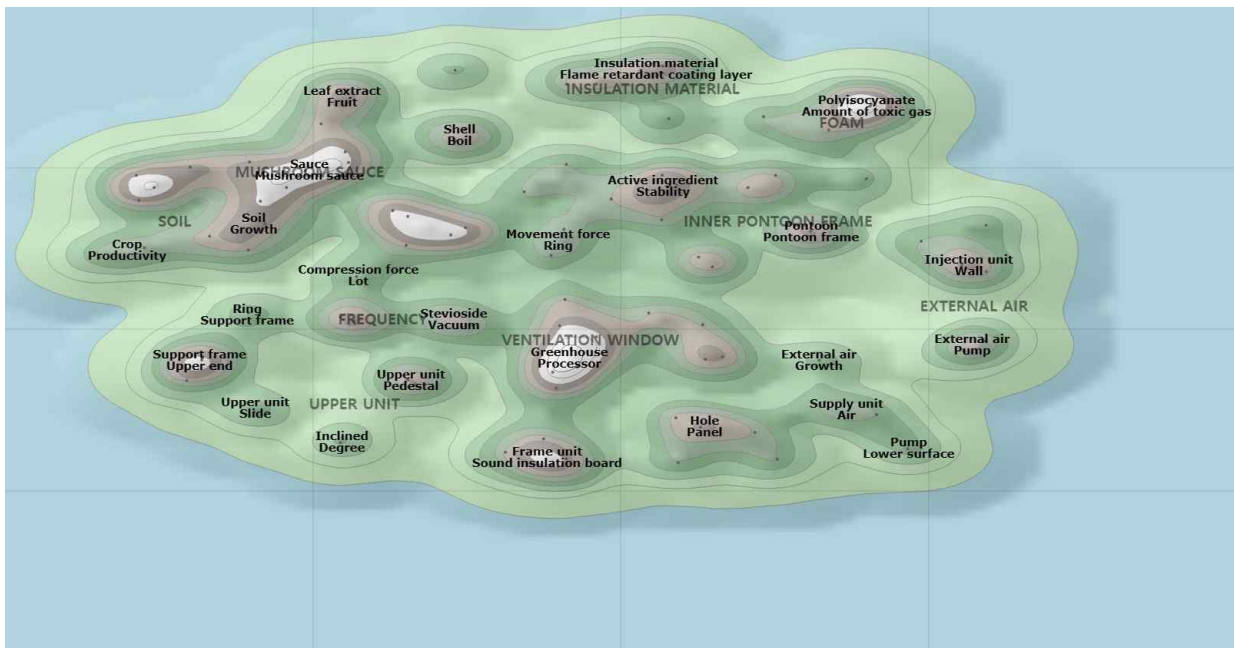 Insulation material
Flame retardant coating layer
INSULATION MATERIAL
Leaf extract
Fruit
Polyisocyanate
Amount of toxic gas
FOAM
Shell
Boil
Sauce
MUSHROOM SAUCE
Mushroom sauce
Active ingredient
Stability
SOIL
Soil
Growth
INNER PONTOON FRAME
Pontoon
Pontoon frame
Movement force
Ring
Crop
Productivity
Injection unit
Wall
Compression force
Lot
EXTERNAL AIR
Ring
Support frame
FREQUENCY
Stevioside
Vacuum
VENTILATION WINDOW
Greenhouse
Processor
External air
Pump
Support frame
Upper end
External air
Growth
Upper unit
Pedestal
Upper unit
Slide
UPPER UNIT
Supply unit
Air
Hole
Panel
Inclined
Degree
Frame unit
Sound insulation board
Pump
Lower surface